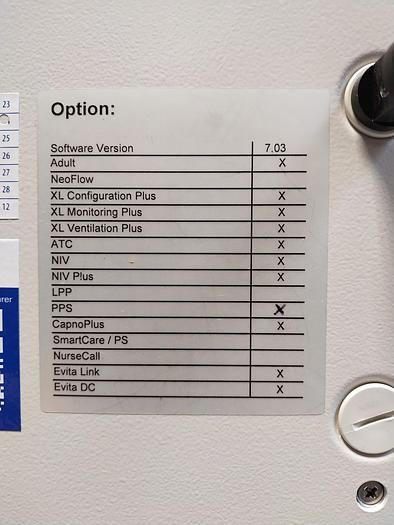 Option:
Software Version 7.03
Adult X
NeoFlow
XL Configuration Plus X
XL Monitoring Plus X
XL Ventilation Plus X
ATC X
NIV X
NIV Plus X
LPP
PPS X
CapnoPlus X
SmartCare / PS
NurseCall
Evita Link X
Evita DC X
23
25
26
27
28
12
urer